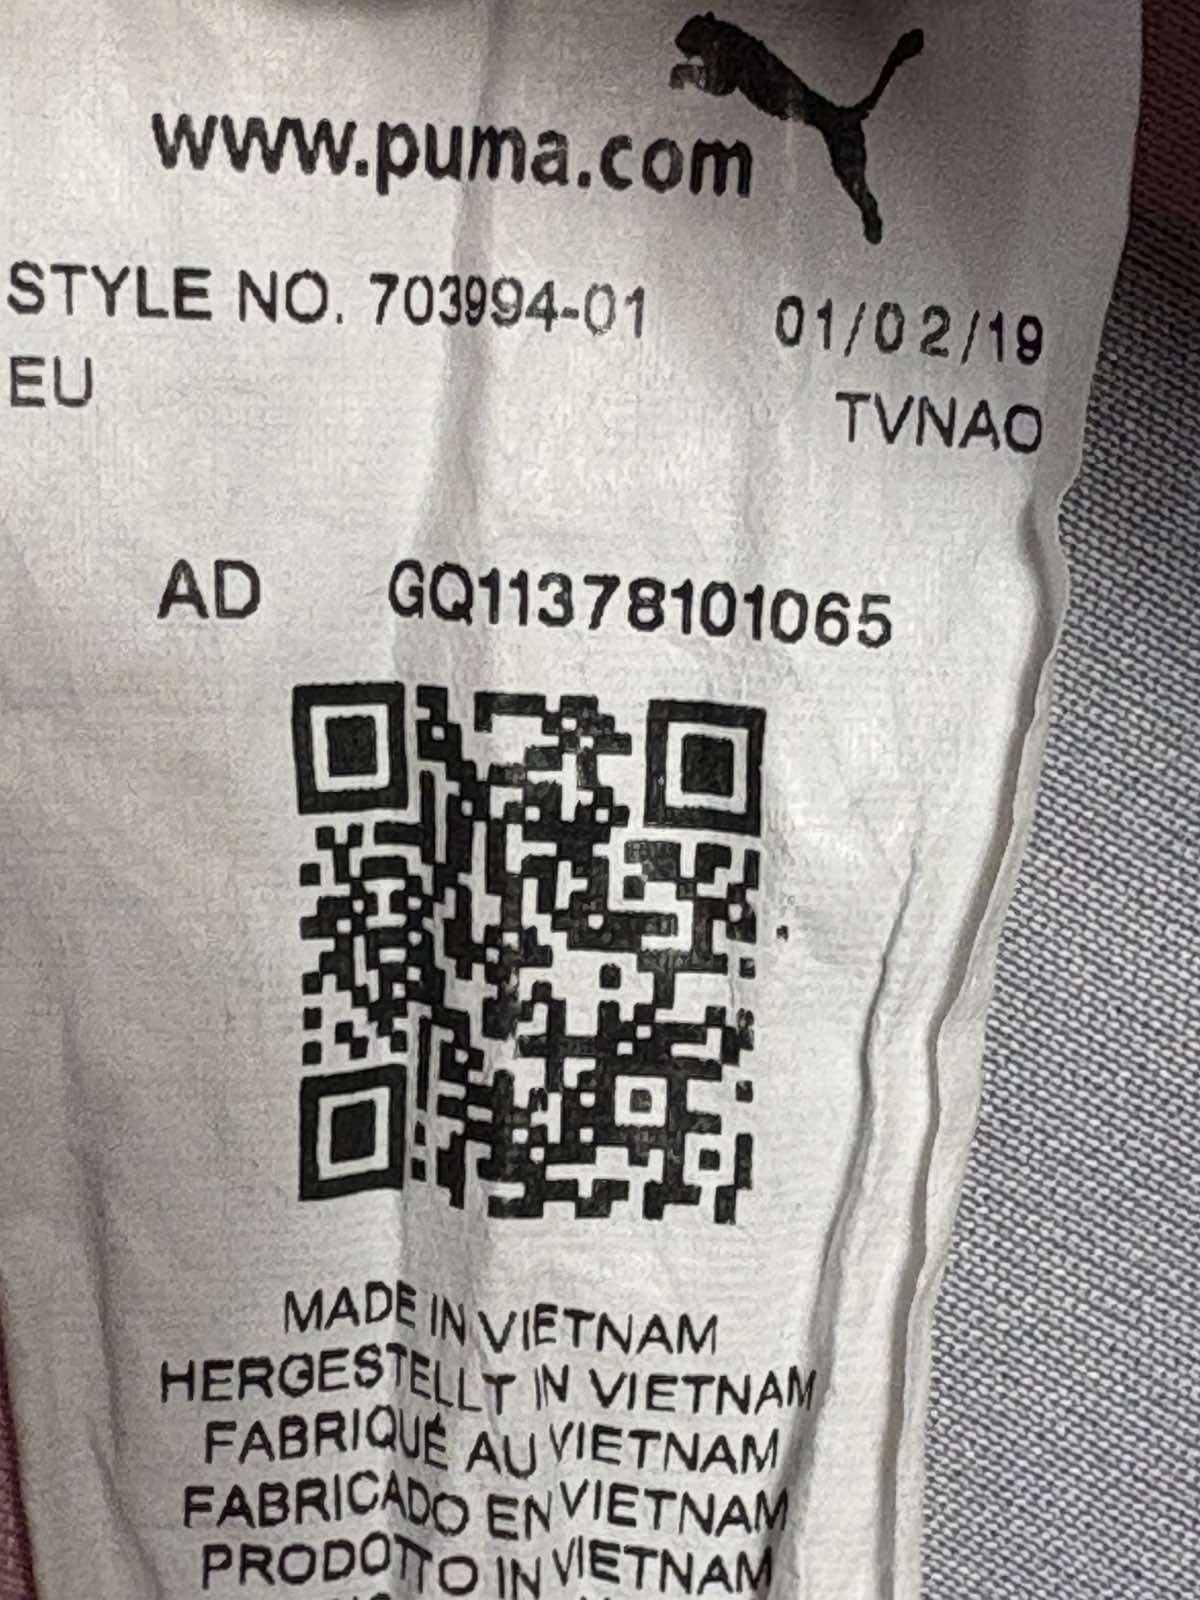 www.puma.com
STYLE NO. 703994-01 01/02/19
EU TVNAO
AD GQ11378101065
MADE IN VIETNAM
HERGESTELLT IN VIETNAM
FABRIQUÉ AU VIETNAM
FABRICADO EN VIETNAM
PRODOTTO IN VIETNAM